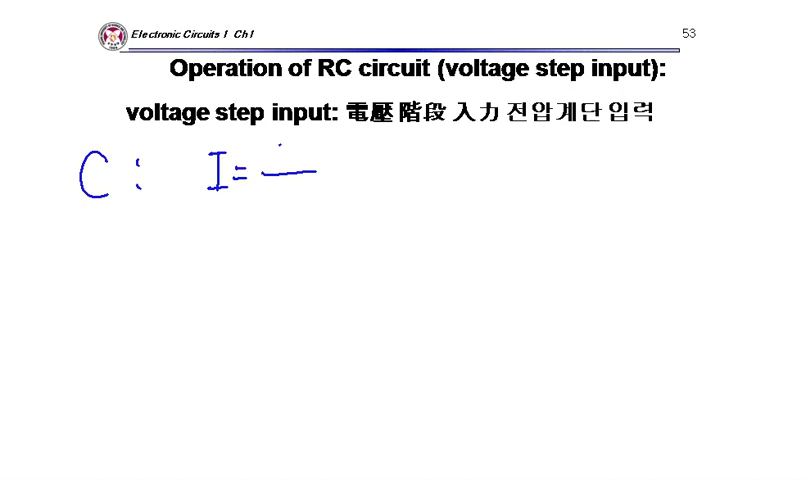 Electronic Circuits 1 Ch1
53
Operation of RC circuit (voltage step input):
voltage step input: 電壓 階段 入力 전압계단 입력
C : I = —